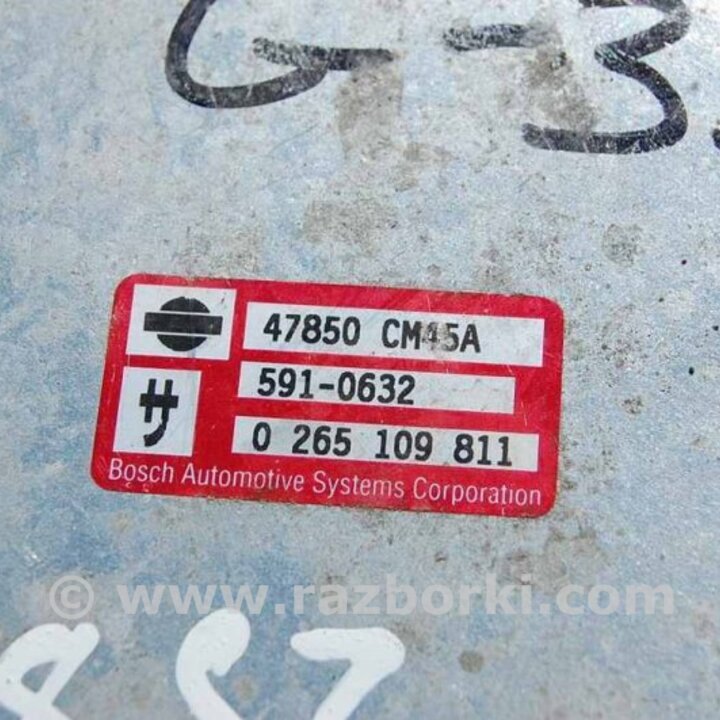 G-3
47850 CM45A
591-0632
サ
0 265 109 811
Bosch Automotive Systems Corporation
© www.razborki.com